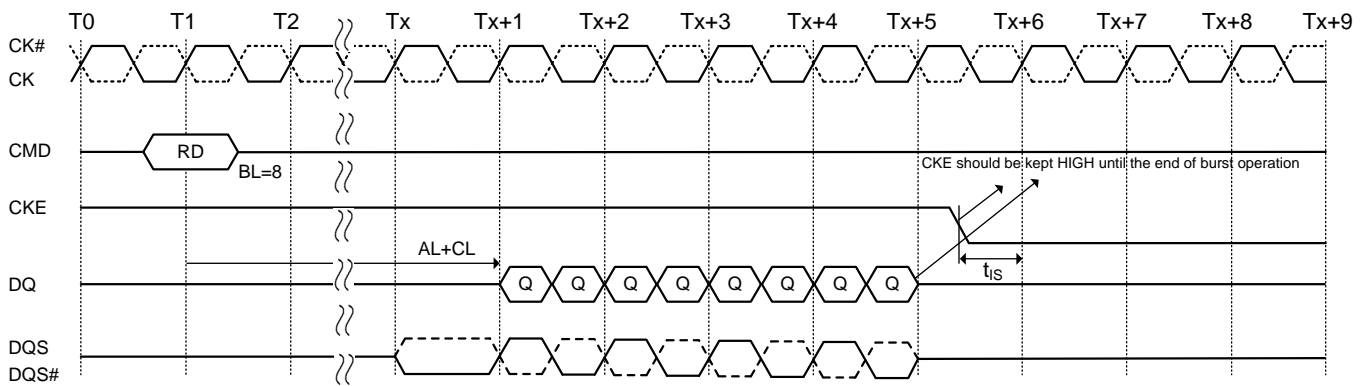 T0 T1 T2 Tx Tx+1 Tx+2 Tx+3 Tx+4 Tx+5 Tx+6 Tx+7 Tx+8 Tx+9
CK#
CK
CMD RD
BL=8
CKE should be kept HIGH until the end of burst operation
CKE
AL+CL
tIS
DQ Q Q Q Q Q Q Q Q
DQS
DQS#